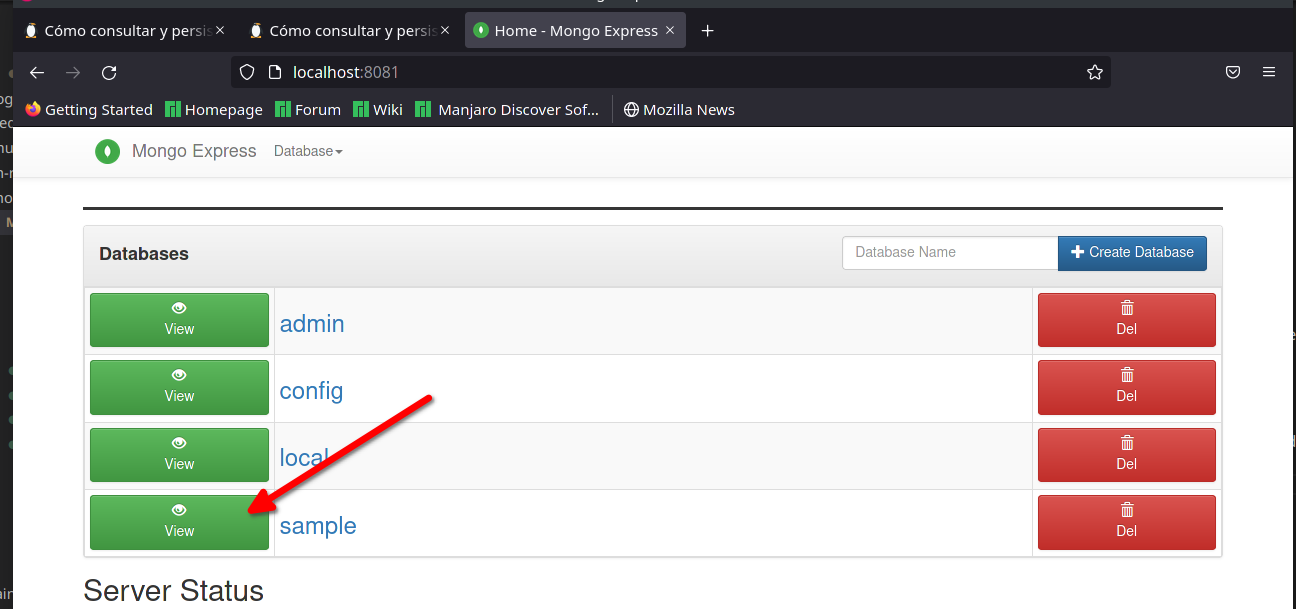 Cómo consultar y persis
Cómo consultar y persis
Home - Mongo Express
localhost:8081
Getting Started
Homepage
Forum
Wiki
Manjaro Discover Sof...
Mozilla News
Mongo Express
Database
Databases
Database Name
Create Database
View
admin
Del
View
config
Del
View
local
Del
View
sample
Del
Server Status